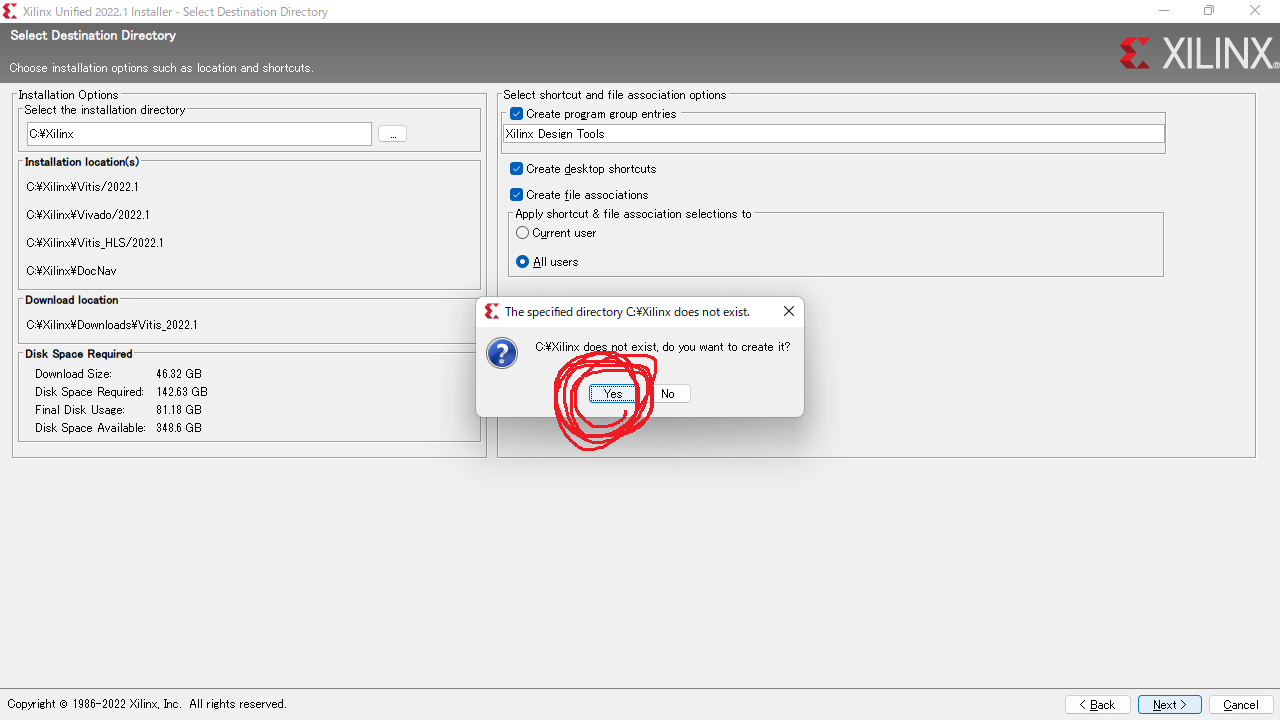 Xilinx Unified 2022.1 Installer - Select Destination Directory
Select Destination Directory
Choose installation options such as location and shortcuts.
XILINX®
Installation Options
Select the installation directory
C:¥Xilinx
...
Installation location(s)
C:¥Xilinx¥Vitis/2022.1
C:¥Xilinx¥Vivado/2022.1
C:¥Xilinx¥Vitis_HLS/2022.1
C:¥Xilinx¥DocNav
Download location
C:¥Xilinx¥Downloads¥Vitis_2022.1
Disk Space Required
Download Size: 46.32 GB
Disk Space Required: 142.63 GB
Final Disk Usage: 81.18 GB
Disk Space Available: 348.6 GB
Select shortcut and file association options
Create program group entries
Xilinx Design Tools
Create desktop shortcuts
Create file associations
Apply shortcut & file association selections to
Current user
All users
The specified directory C:¥Xilinx does not exist.
C:¥Xilinx does not exist, do you want to create it?
Yes No
Copyright © 1986-2022 Xilinx, Inc. All rights reserved.
< Back Next > Cancel